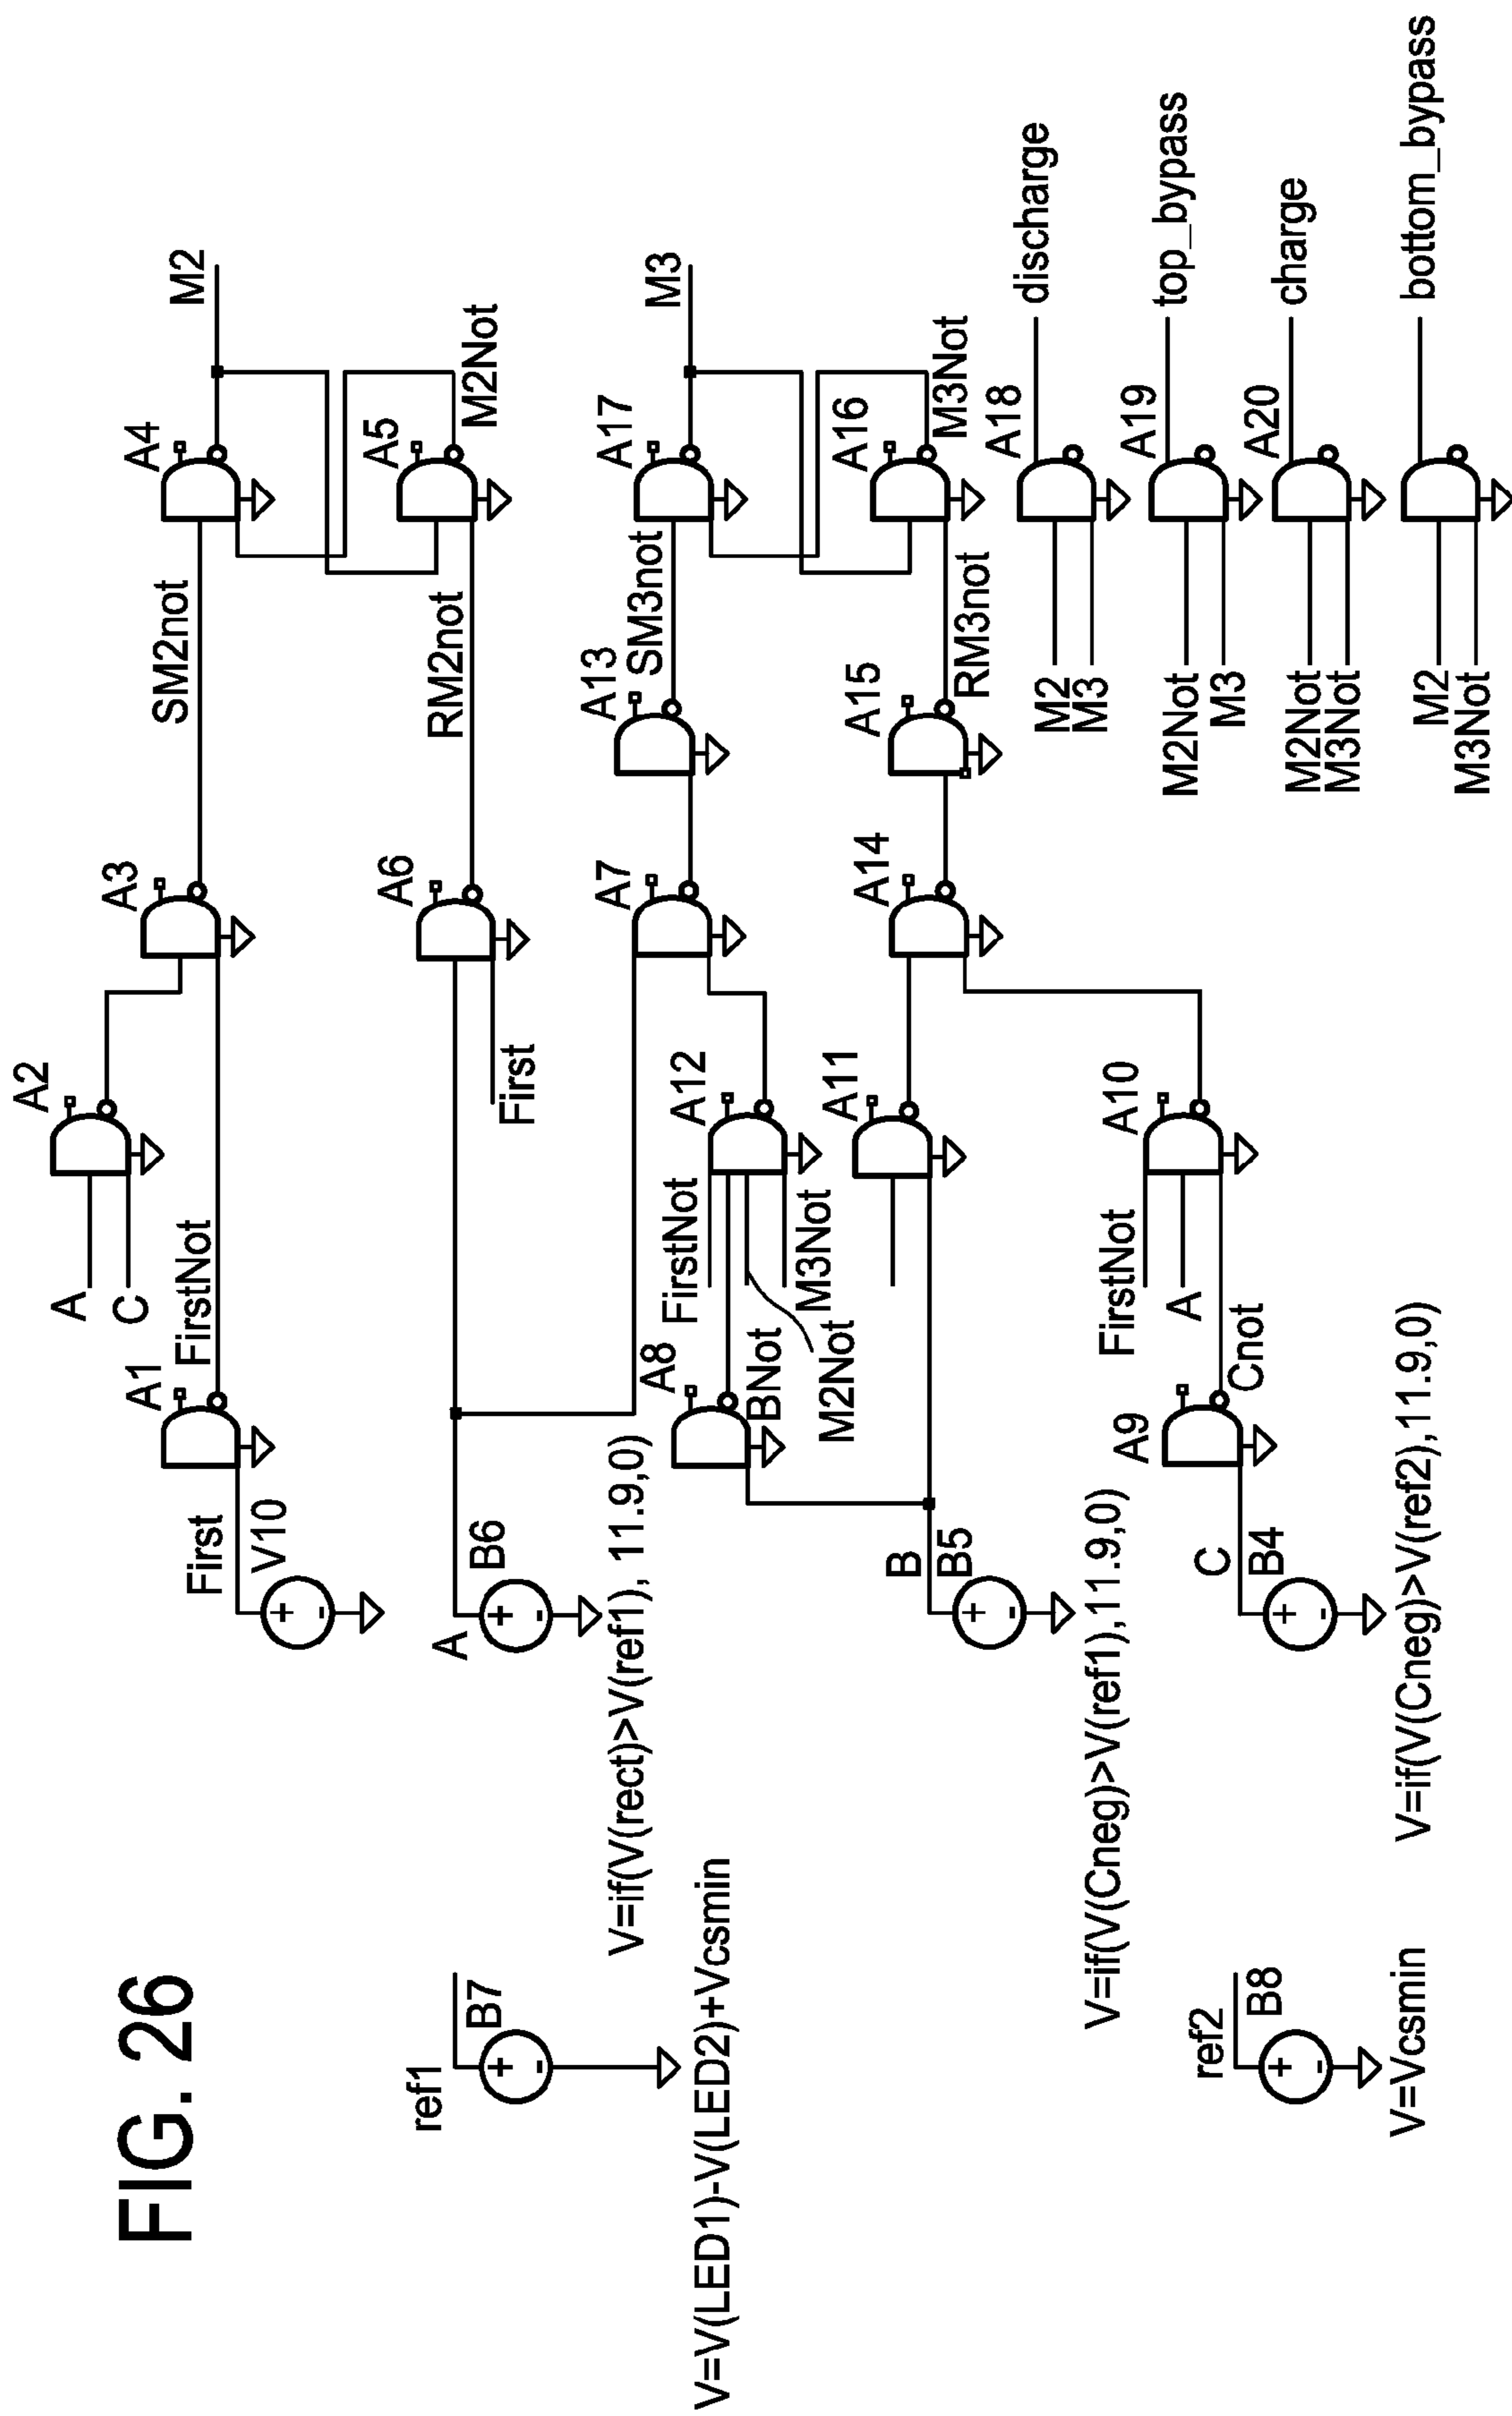 FIG. 26
A2
A
C
A3
SM2not
A4
M2
A1
FirstNot
First
V10
A6
RM2not
A5
M2Not
First
ref1
B7
V=V(LED1)-V(LED2)+Vcsmin
A
B6
V=if(V(rect)>V(ref1), 11.9,0)
A7
A13
SM3not
A17
M3
A8
BNot
FirstNot
M2Not
M3Not
A12
A11
A14
A15
RM3not
A16
M3Not
B
B5
V=if(V(Cneg)>V(ref1),11.9,0)
FirstNot
A
A10
A9
Cnot
C
B4
V=if(V(Cneg)>V(ref2),11.9,0)
ref2
B8
V=Vcsmin
M2
M3
A18
discharge
M2Not
M3
A19
top_bypass
M2Not
M3Not
A20
charge
M2
M3Not
bottom_bypass